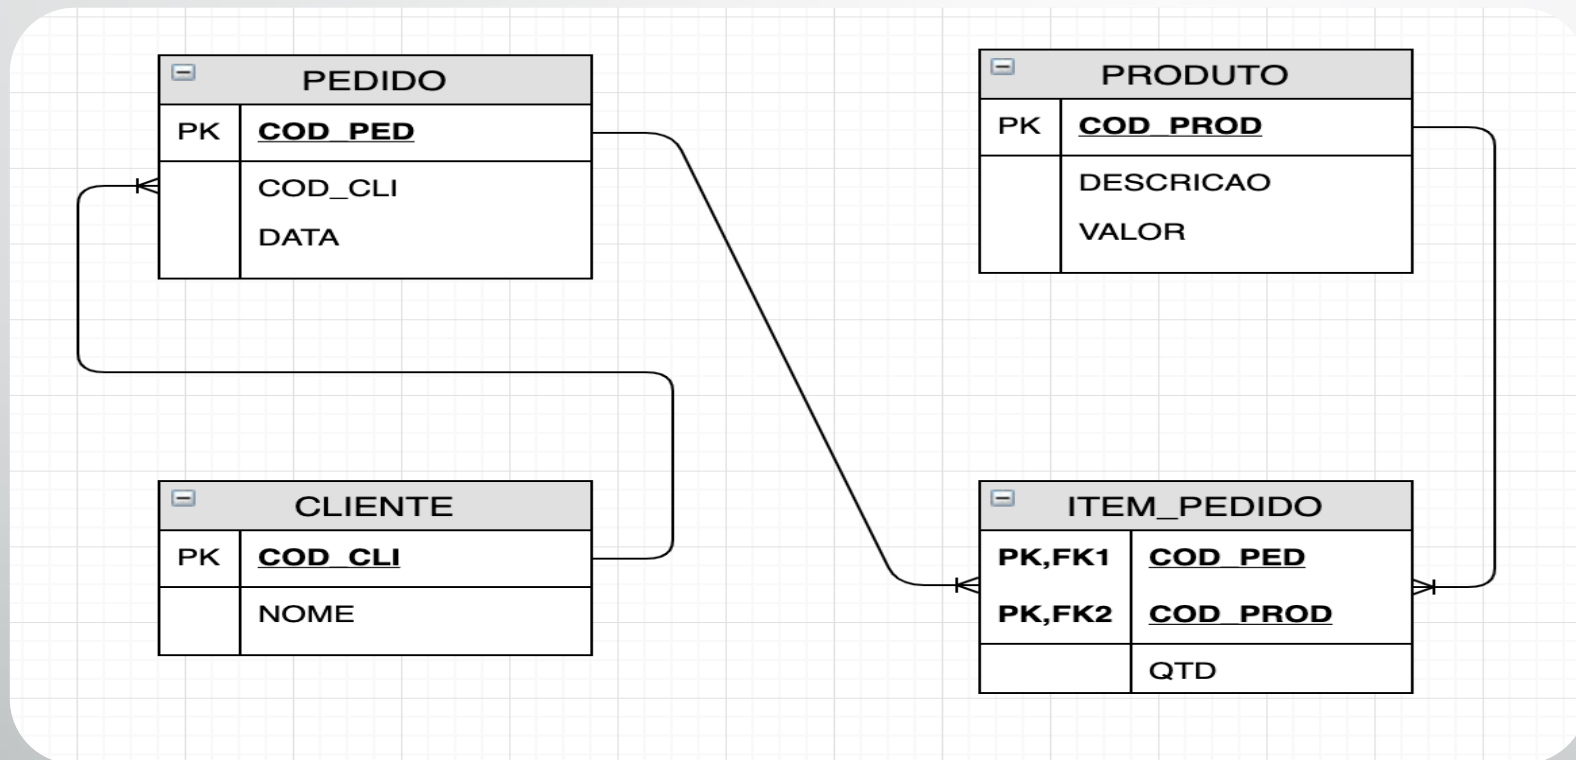 PEDIDO
PK COD_PED
COD_CLI
DATA
PRODUTO
PK COD_PROD
DESCRICAO
VALOR
CLIENTE
PK COD_CLI
NOME
ITEM_PEDIDO
PK,FK1 COD_PED
PK,FK2 COD_PROD
QTD